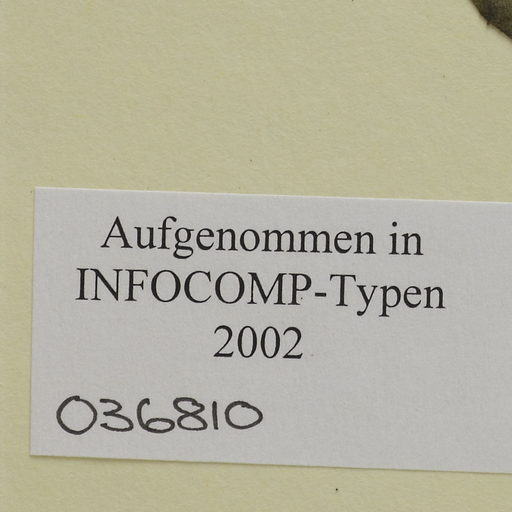 Aufgenommen in
INFOCOMP-Typen
2002
036810